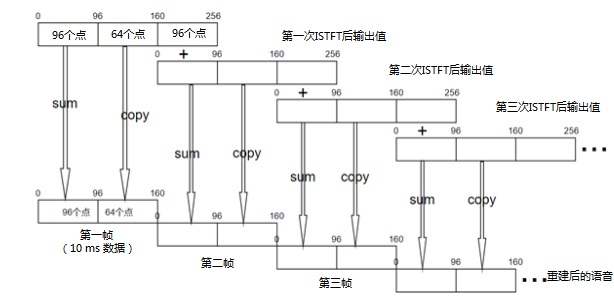 0 96 160 256
96个点 64个点 96个点
第一次ISTFT后输出值
+
0 96 160 256
第二次ISTFT后输出值
+
0 96 160 256
第三次ISTFT后输出值
+
0 96 160 256
...
sum copy
sum copy
sum copy
sum copy
0 96 160
96个点 64个点
第一帧
（10 ms 数据）
0 96 160
第二帧
0 96 160
第三帧
0 96 160
...重建后的语音